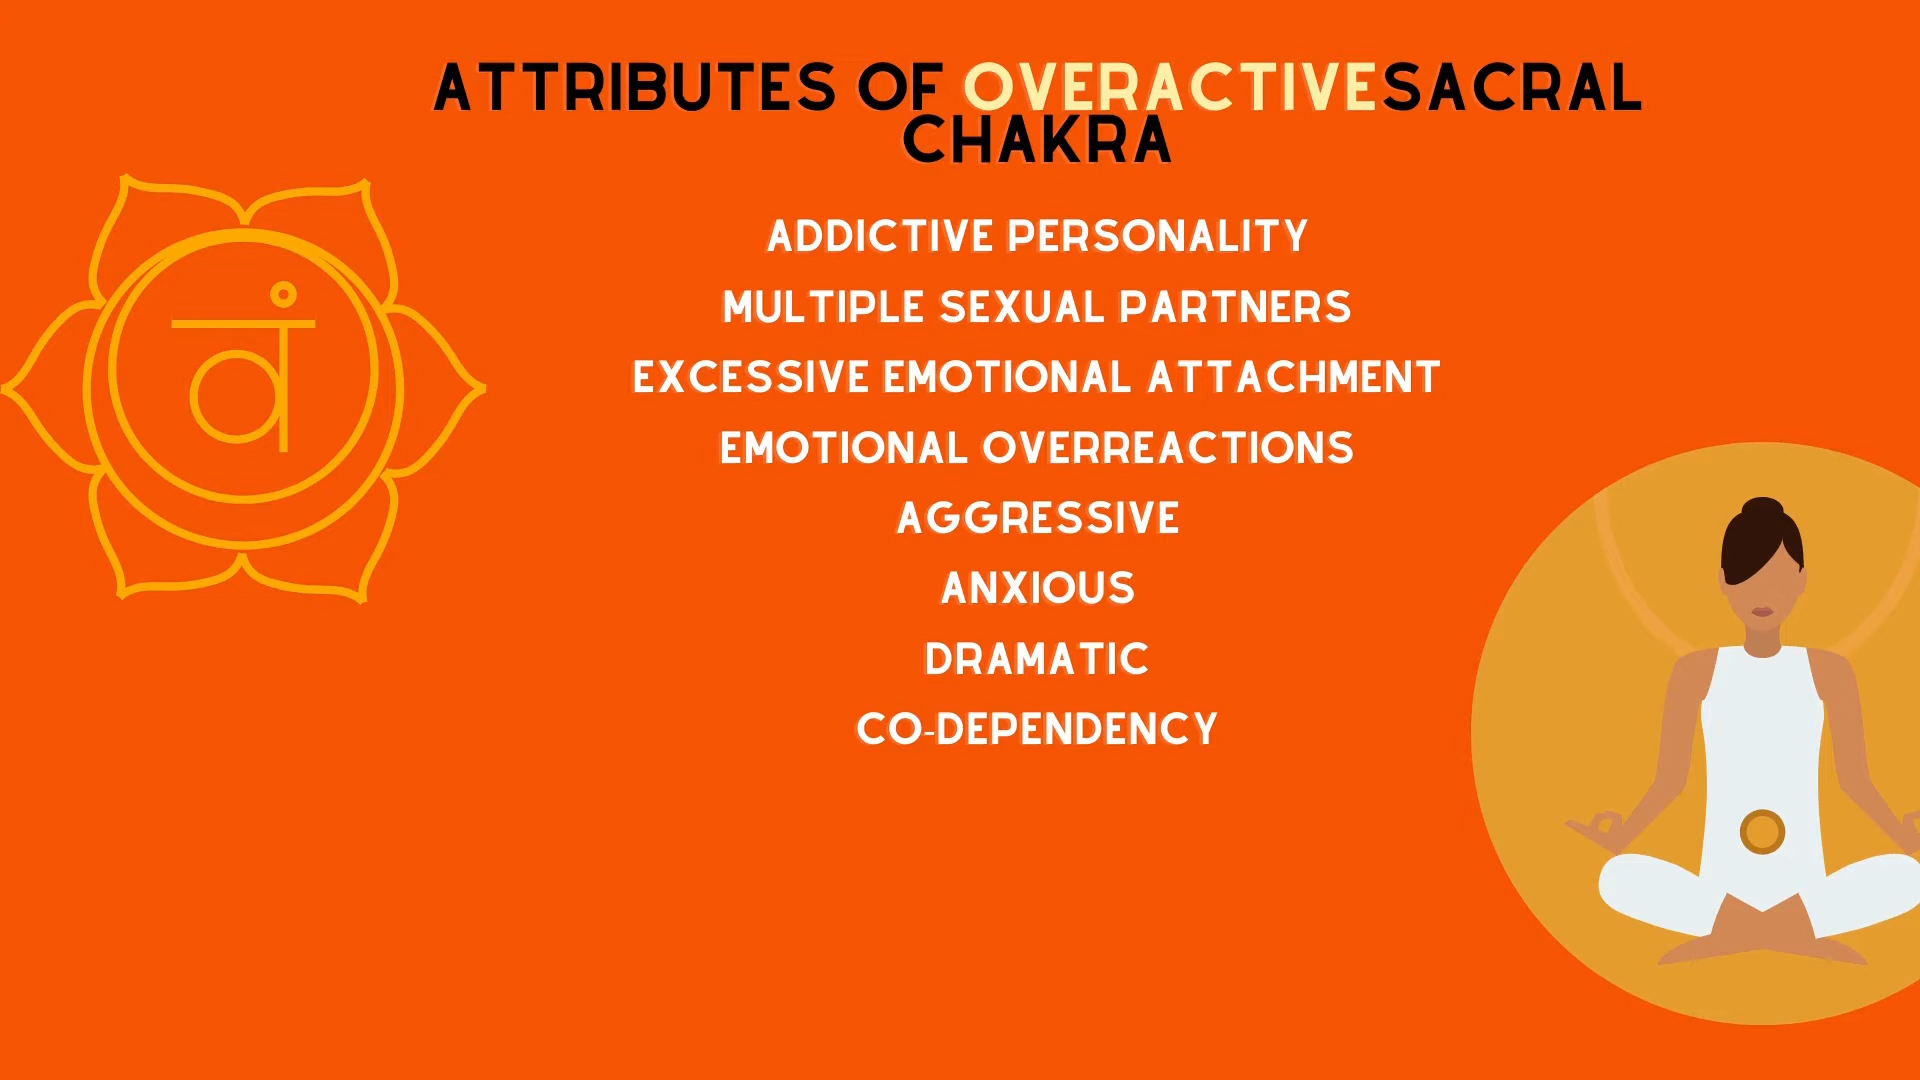 ATTRIBUTES OF OVERACTIVESACRAL
CHAKRA
वं
ADDICTIVE PERSONALITY
MULTIPLE SEXUAL PARTNERS
EXCESSIVE EMOTIONAL ATTACHMENT
EMOTIONAL OVERREACTIONS
AGGRESSIVE
ANXIOUS
DRAMATIC
CO-DEPENDENCY